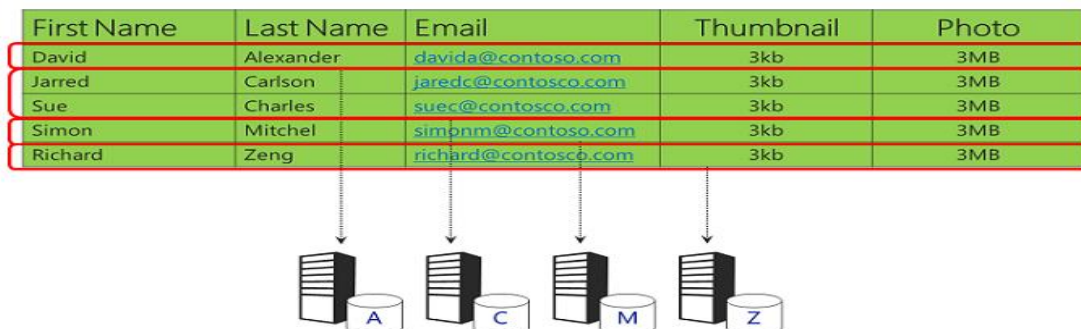 First Name Last Name Email Thumbnail Photo
David Alexander davida@contoso.com 3kb 3MB
Jarred Carlson jaredc@contosco.com 3kb 3MB
Sue Charles suec@contosco.com 3kb 3MB
Simon Mitchel simonm@contoso.com 3kb 3MB
Richard Zeng richard@contosco.com 3kb 3MB
A C M Z